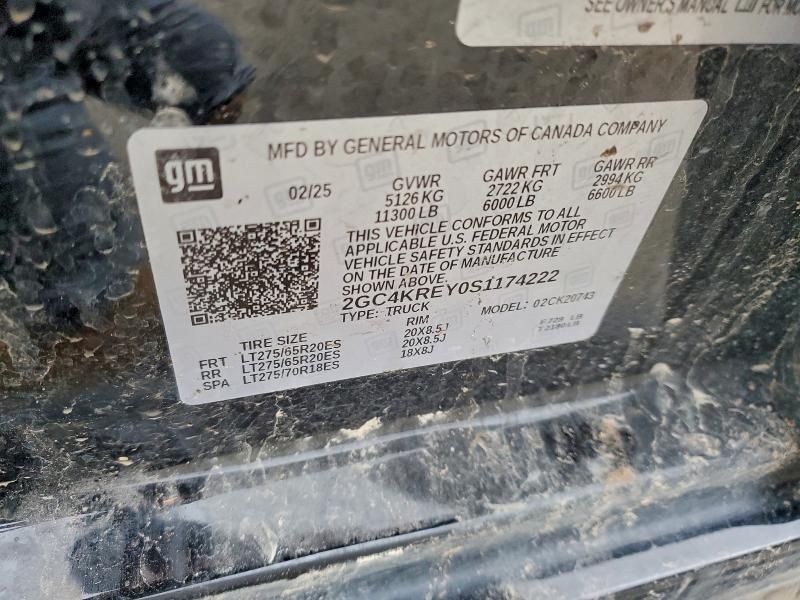 SEE OWNER'S MANUAL FOR MO
gm
MFD BY GENERAL MOTORS OF CANADA COMPANY
02/25 GVWR GAWR FRT GAWR RR
5126 KG 2722 KG 2994 KG
11300 LB 6000 LB 6600 LB
THIS VEHICLE CONFORMS TO ALL
APPLICABLE U.S. FEDERAL MOTOR
VEHICLE SAFETY STANDARDS IN EFFECT
ON THE DATE OF MANUFACTURE
SHOWN ABOVE.
2GC4KREY0S1174222
TYPE: TRUCK MODEL: 02CK20743
TIRE SIZE RIM
FRT LT275/65R20ES 20X8.5J
RR LT275/65R20ES 20X8.5J
SPA LT275/70R18ES 18X8J